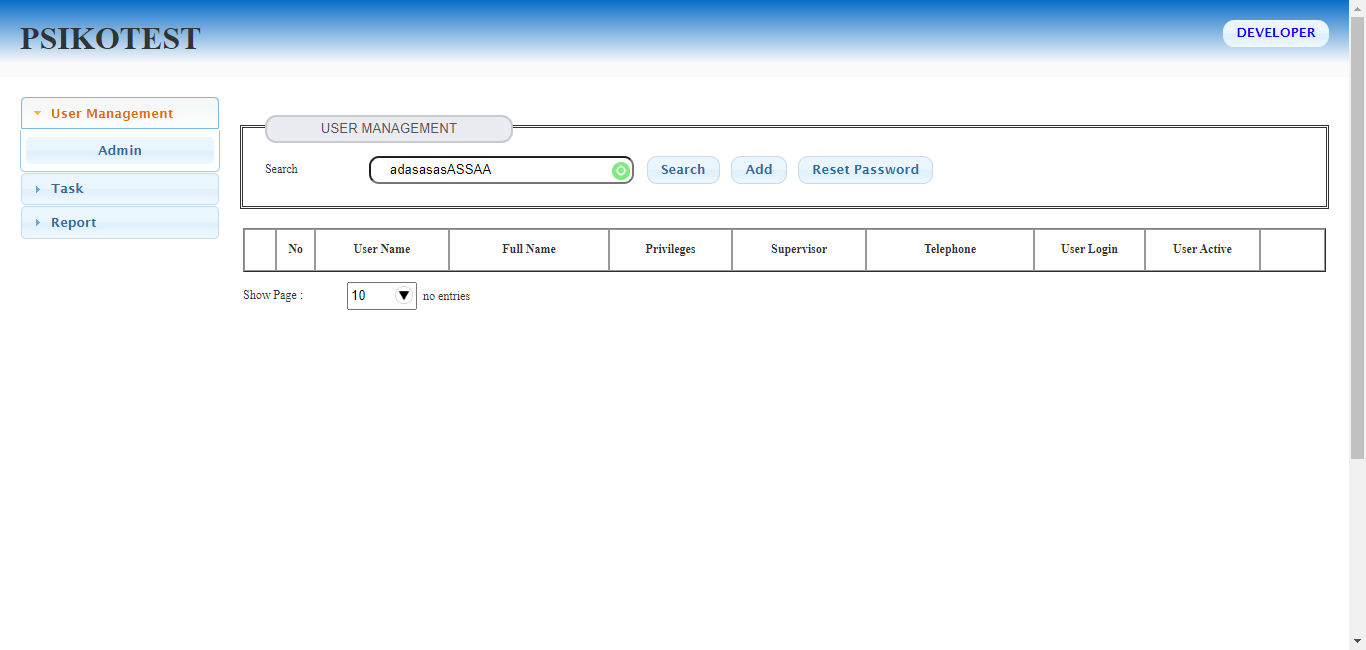 PSIKOTEST
DEVELOPER
User Management
Admin
Task
Report
USER MANAGEMENT
Search adasasasASSAA Search Add Reset Password
No User Name Full Name Privileges Supervisor Telephone User Login User Active
Show Page : 10 no entries